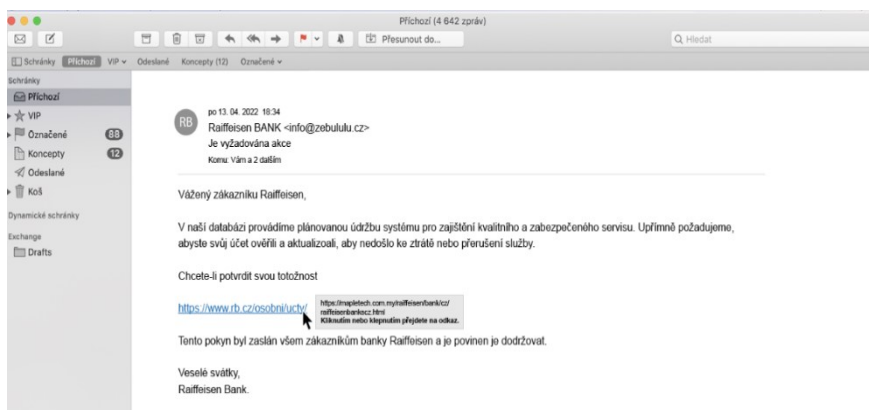 Příchozí (4 642 zpráv)
Přesunout do...
Hledat
Schránky Příchozí VIP Odeslané Koncepty (12) Označené
Schránky
Příchozí
VIP
Označené 88
Koncepty 12
Odeslané
Koš
Dynamické schránky
Exchange
Drafts
RB
po 13. 04. 2022 18:34
Raiffeisen BANK <info@zebululu.cz>
Je vyžadována akce
Komu: Vám a 2 dalším
Vážený zákazníku Raiffeisen,
V naší databázi provádíme plánovanou údržbu systému pro zajištění kvalitního a zabezpečeného servisu. Upřímně požadujeme,
abyste svůj účet ověřili a aktualizoali, aby nedošlo ke ztrátě nebo přerušení služby.
Chcete-li potvrdit svou totožnost
https://www.rb.cz/osobni/ucty/
https://mapletech.com.my/raiffeisen/bank/cz/
raiffeisenbankscz.html
Kliknutím nebo klepnutím přejdete na odkaz.
Tento pokyn byl zaslán všem zákazníkům banky Raiffeisen a je povinen je dodržovat.
Veselé svátky,
Raiffeisen Bank.